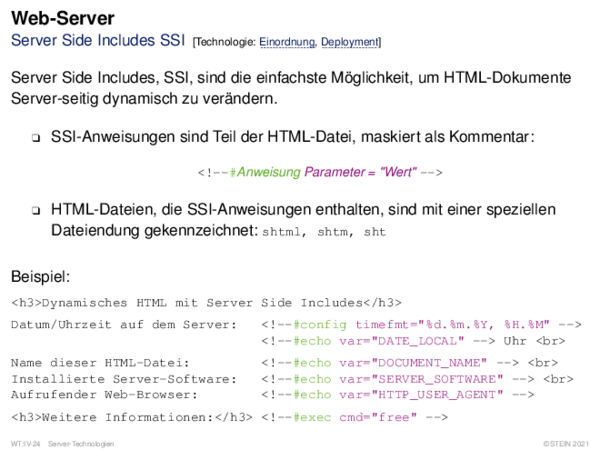 Web-Server
Server Side Includes SSI [Technologie: Einordnung, Deployment]
Server Side Includes, SSI, sind die einfachste Möglichkeit, um HTML-Dokumente
Server-seitig dynamisch zu verändern.
❑ SSI-Anweisungen sind Teil der HTML-Datei, maskiert als Kommentar:
<!--#Anweisung Parameter = "Wert" -->
❑ HTML-Dateien, die SSI-Anweisungen enthalten, sind mit einer speziellen
Dateiendung gekennzeichnet: shtml, shtm, sht
Beispiel:
<h3>Dynamisches HTML mit Server Side Includes</h3>
Datum/Uhrzeit auf dem Server: <!--#config timefmt="%d.%m.%Y, %H.%M" -->
<!--#echo var="DATE_LOCAL" --> Uhr <br>
Name dieser HTML-Datei: <!--#echo var="DOCUMENT_NAME" --> <br>
Installierte Server-Software: <!--#echo var="SERVER_SOFTWARE" --> <br>
Aufrufender Web-Browser: <!--#echo var="HTTP_USER_AGENT" -->
<h3>Weitere Informationen:</h3> <!--#exec cmd="free" -->
WT:IV-24 Server-Technologien ©STEIN 2021